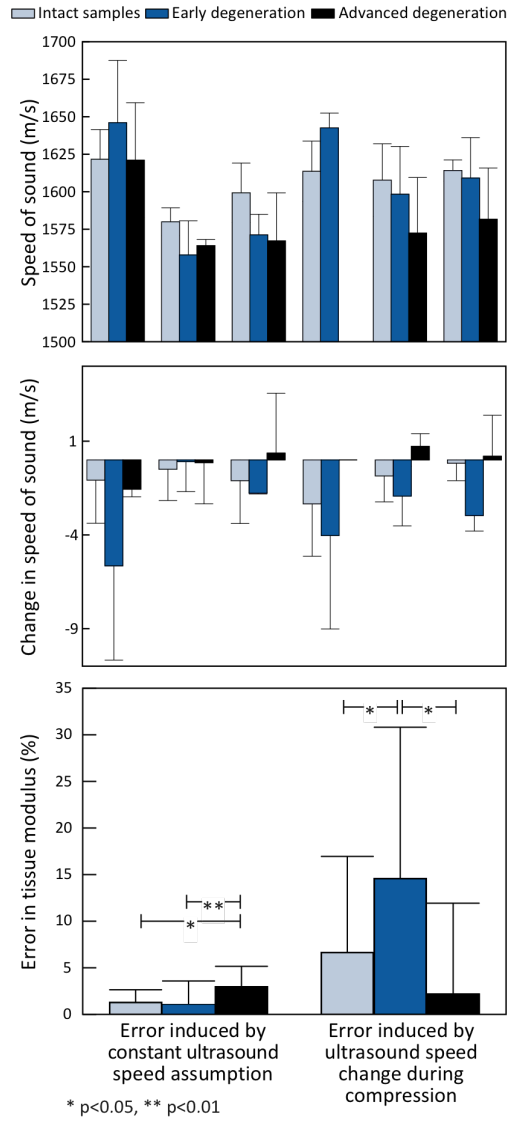 Intact samples Early degeneration Advanced degeneration
Speed of sound (m/s)
1700
1675
1650
1625
1600
1575
1550
1525
1500
Change in speed of sound (m/s)
1
-4
-9
Error in tissue modulus (%)
35
30
25
20
15
10
5
0
**
*
* *
Error induced by
constant ultrasound
speed assumption
Error induced by
ultrasound speed
change during
compression
* p<0.05, ** p<0.01